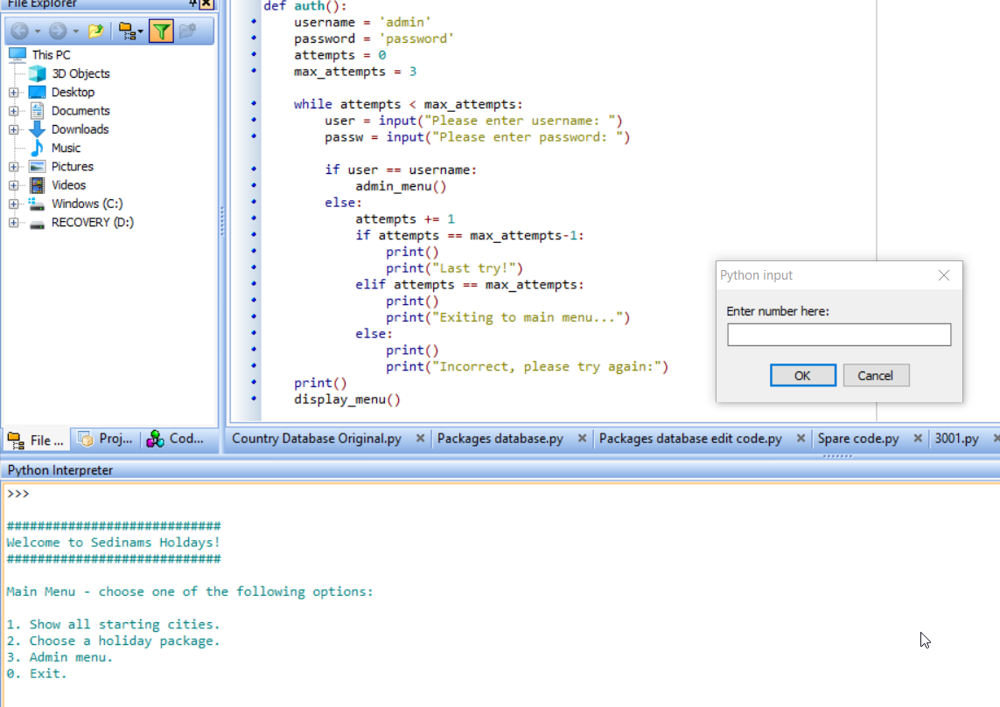 File Explorer
This PC
3D Objects
Desktop
Documents
Downloads
Music
Pictures
Videos
Windows (C:)
RECOVERY (D:)
File ...
Proj...
Cod...
def auth():
    username = 'admin'
    password = 'password'
    attempts = 0
    max_attempts = 3
    while attempts < max_attempts:
        user = input("Please enter username: ")
        passw = input("Please enter password: ")
        if user == username:
            admin_menu()
        else:
            attempts += 1
            if attempts == max_attempts-1:
                print()
                print("Last try!")
            elif attempts == max_attempts:
                print()
                print("Exiting to main menu...")
            else:
                print()
                print("Incorrect, please try again:")
    print()
    display_menu()
Python input
Enter number here:
OK Cancel
Country Database Original.py Packages database.py Packages database edit code.py Spare code.py 3001.py
Python Interpreter
>>>
############################
Welcome to Sedinams Holdays!
############################
Main Menu - choose one of the following options:
1. Show all starting cities.
2. Choose a holiday package.
3. Admin menu.
0. Exit.